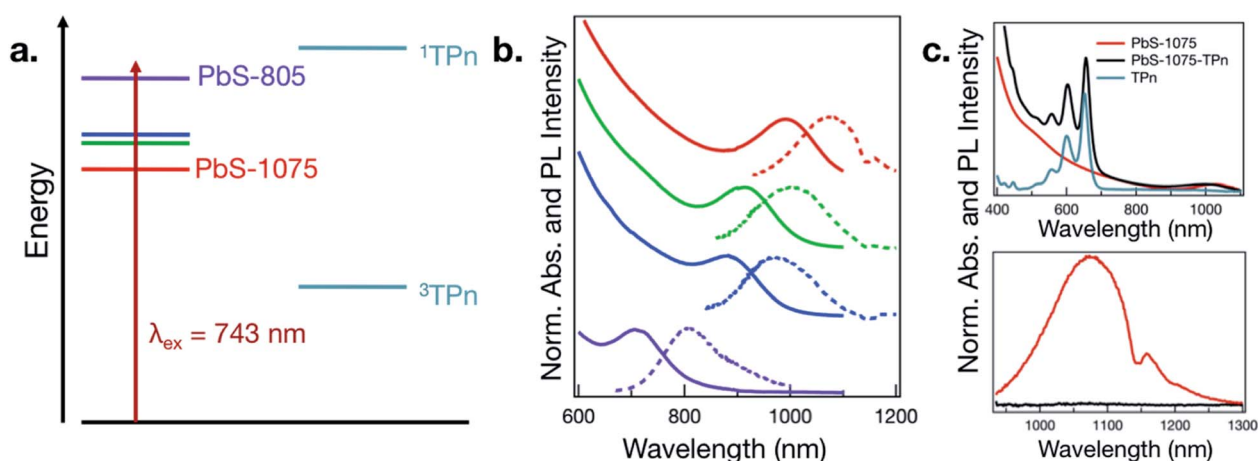 a.
Energy
PbS-805
PbS-1075
¹TPn
³TPn
λex = 743 nm
b.
Norm. Abs. and PL Intensity
600 800 1000 1200
Wavelength (nm)
c.
Norm. Abs. and PL Intensity
PbS-1075
PbS-1075-TPn
TPn
400 600 800 1000
Wavelength (nm)
1000 1100 1200 1300
Wavelength (nm)